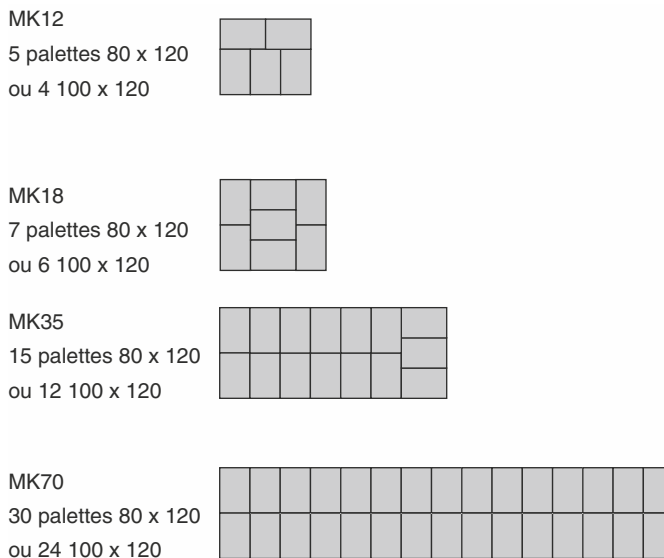 MK12
5 palettes 80 x 120
ou 4 100 x 120
MK18
7 palettes 80 x 120
ou 6 100 x 120
MK35
15 palettes 80 x 120
ou 12 100 x 120
MK70
30 palettes 80 x 120
ou 24 100 x 120